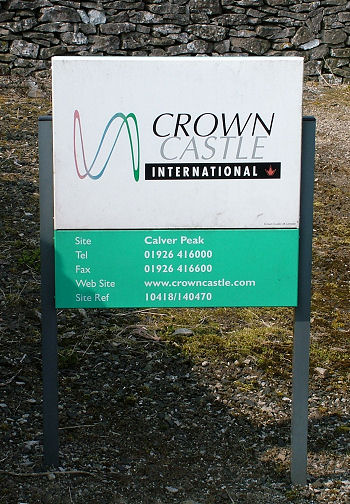 CROWN
CASTLE
INTERNATIONAL
Site Calver Peak
Tel 01926 416000
Fax 01926 416600
Web Site www.crowncastle.com
Site Ref 10418/140470